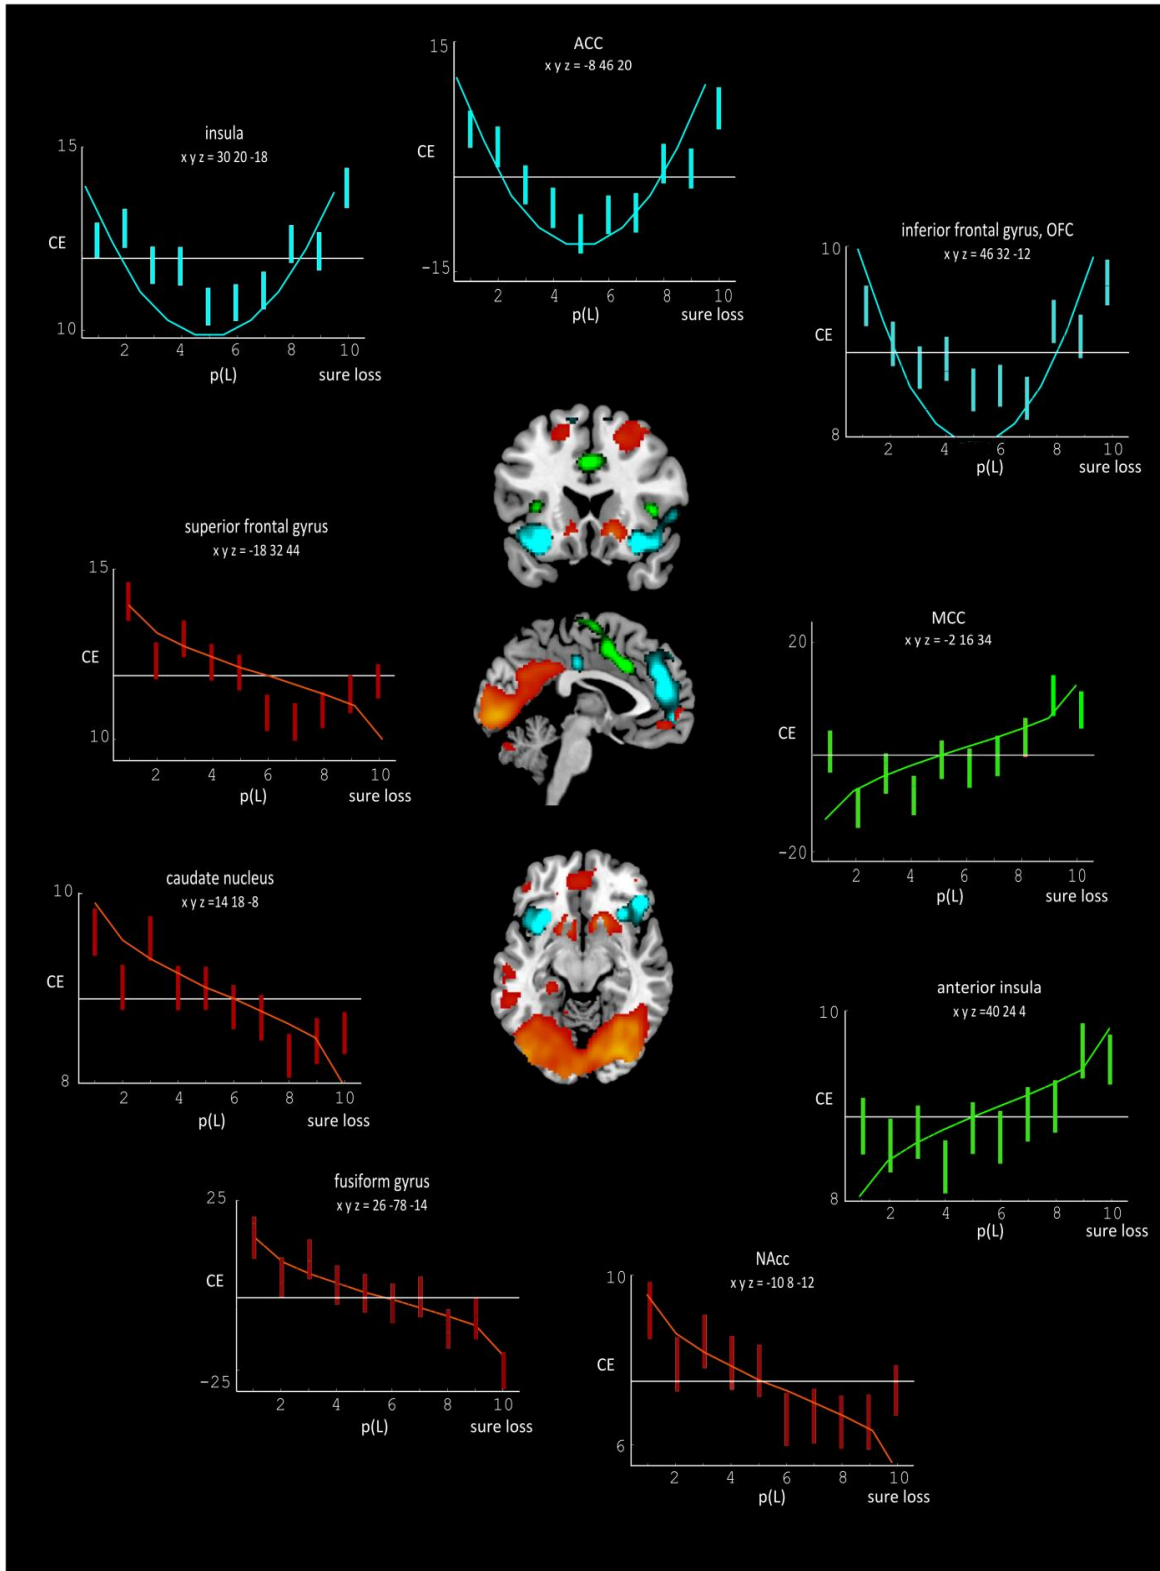 ACC
x y z = -8 46 20
15
CE
-15
2 4 6 8 10
p(L) sure loss
insula
x y z = 30 20 -18
15
CE
10
2 4 6 8 10
p(L) sure loss
inferior frontal gyrus, OFC
x y z = 46 32 -12
10
CE
8
2 4 6 8 10
p(L) sure loss
superior frontal gyrus
x y z = -18 32 44
15
CE
10
2 4 6 8 10
p(L) sure loss
MCC
x y z = -2 16 34
20
CE
-20
2 4 6 8 10
p(L) sure loss
caudate nucleus
x y z =14 18 -8
10
CE
8
2 4 6 8 10
p(L) sure loss
anterior insula
x y z =40 24 4
10
CE
8
2 4 6 8 10
p(L) sure loss
fusiform gyrus
x y z = 26 -78 -14
25
CE
-25
2 4 6 8 10
p(L) sure loss
NAcc
x y z = -10 8 -12
10
CE
6
2 4 6 8 10
p(L) sure loss